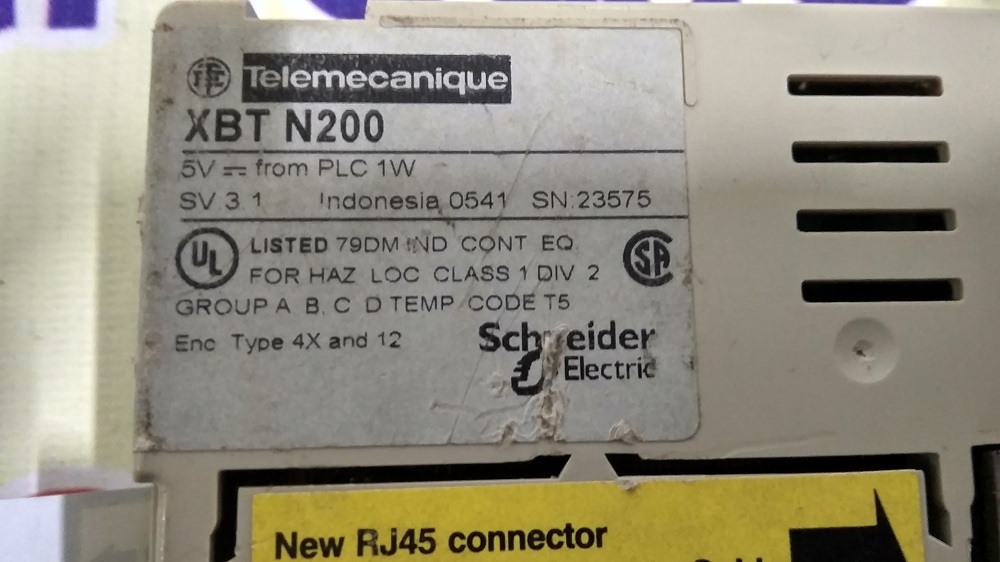 Telemecanique
XBT N200
5V ⎓ from PLC 1W
SV 3.1 Indonesia 0541 SN:23575
UL LISTED 79DM IND CONT EQ
FOR HAZ LOC CLASS 1 DIV 2
SA
GROUP A B, C D TEMP CODE T5
Enc Type 4X and 12
Schneider
Electric
New RJ45 connector